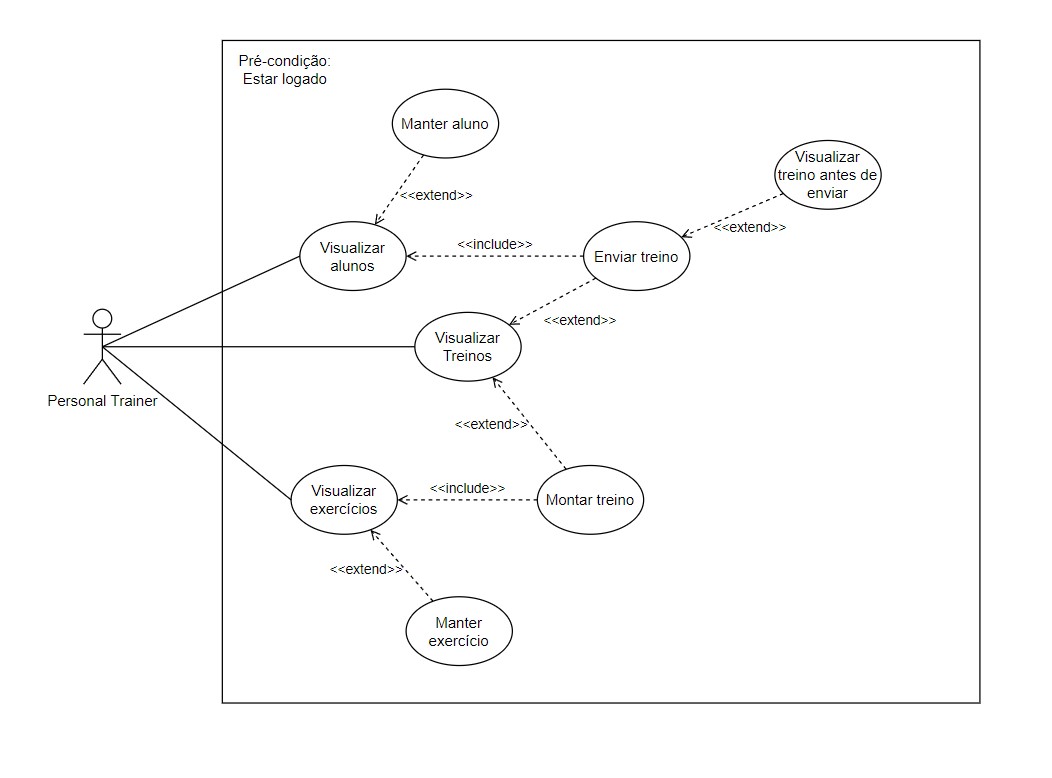 Pré-condição:
Estar logado
Manter aluno
Visualizar
treino antes de
enviar
<<extend>>
<<extend>>
Visualizar
alunos
<<include>>
Enviar treino
<<extend>>
Visualizar
Treinos
Personal Trainer
<<extend>>
Visualizar
exercícios
<<include>>
Montar treino
<<extend>>
Manter
exercício